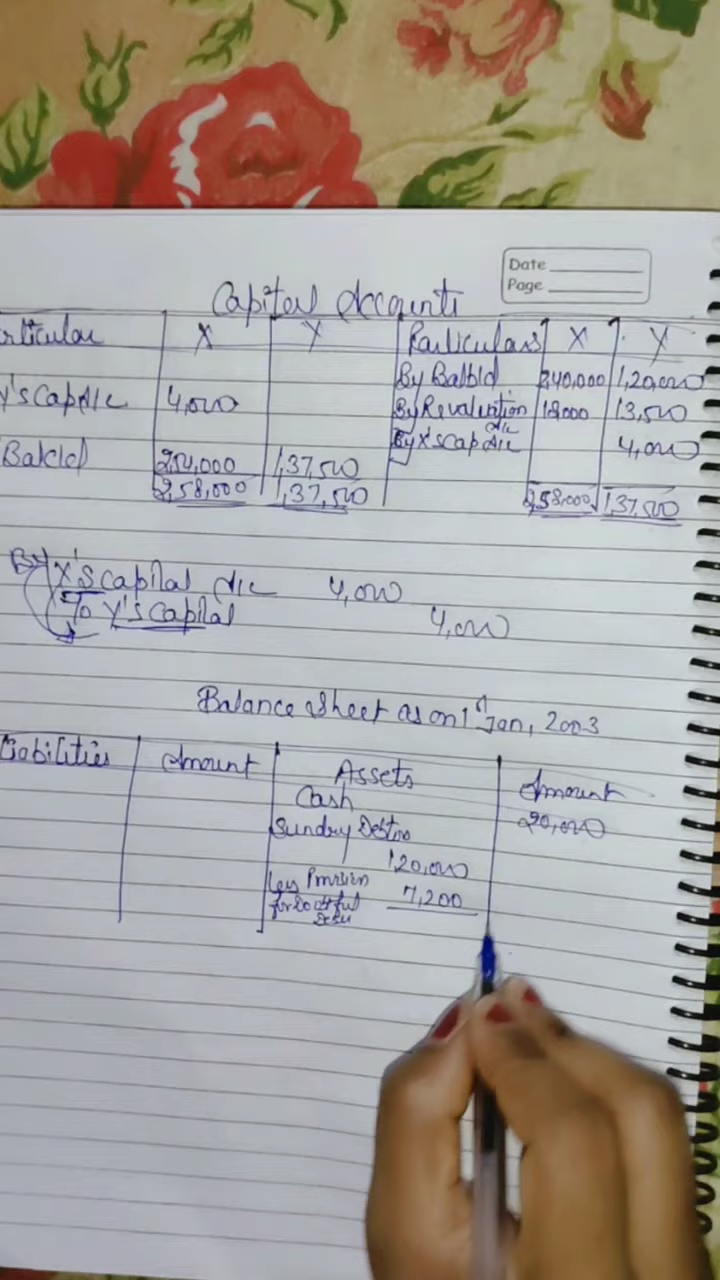 Date
Page
Capital Accounts
rticular X Y Particulars X Y
By Balbld 2,40,000 1,20,000
y's Cap A/c 4,000 By Revaluation A/c 18,000 13,500
By X's cap A/c 4,000
Balcld 2,54,000 1,37,500
2,58,000 1,37,500 2,58,000 1,37,500
By X's capital A/c 4,000
To Y's capital 4,000
Balance Sheet as on 1st Jan, 2003
Liabilities Amount Assets Amount
Cash 20,000
Sundry Debtors
1,20,000
Less Provision 7,200
for Doubtful
Debts